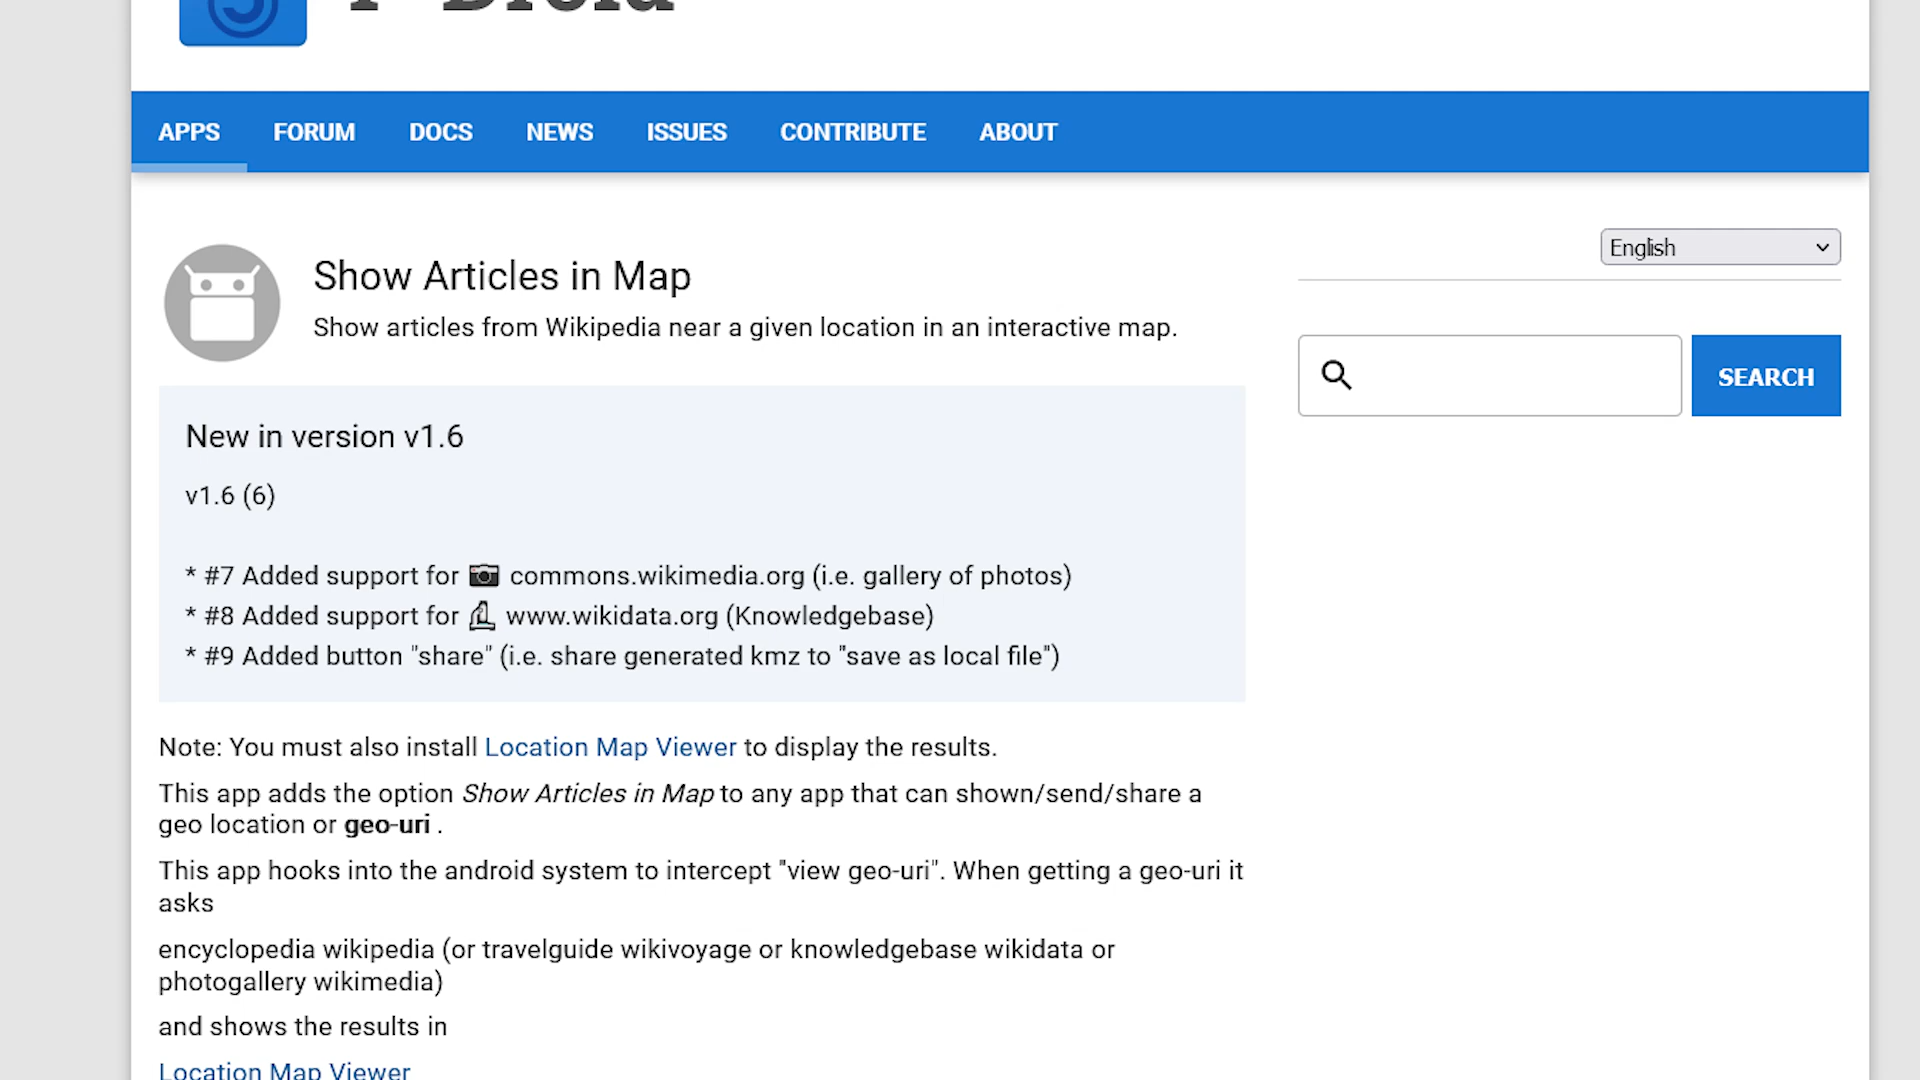 F-Droid
APPS FORUM DOCS NEWS ISSUES CONTRIBUTE ABOUT
English
Show Articles in Map
Show articles from Wikipedia near a given location in an interactive map.
SEARCH
New in version v1.6
v1.6 (6)
* #7 Added support for 📷 commons.wikimedia.org (i.e. gallery of photos)
* #8 Added support for www.wikidata.org (Knowledgebase)
* #9 Added button "share" (i.e. share generated kmz to "save as local file")
Note: You must also install Location Map Viewer to display the results.
This app adds the option Show Articles in Map to any app that can shown/send/share a
geo location or geo-uri .
This app hooks into the android system to intercept "view geo-uri". When getting a geo-uri it
asks
encyclopedia wikipedia (or travelguide wikivoyage or knowledgebase wikidata or
photogallery wikimedia)
and shows the results in
Location Map Viewer